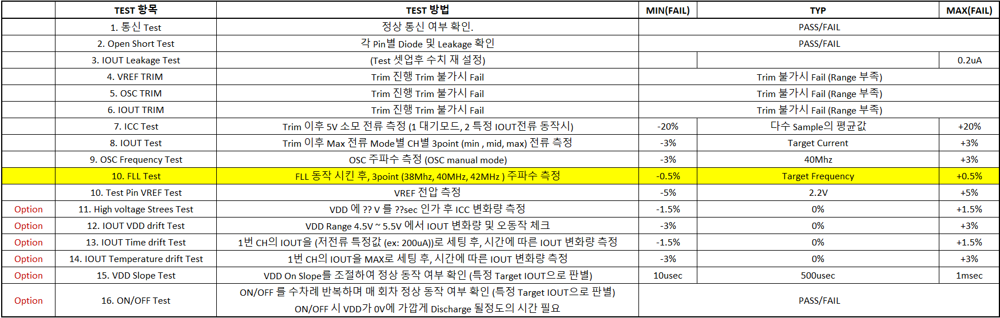 TEST 항목 TEST 방법 MIN(FAIL) TYP MAX(FAIL)
1. 통신 Test 정상 통신 여부 확인. PASS/FAIL
2. Open Short Test 각 Pin별 Diode 및 Leakage 확인 PASS/FAIL
3. IOUT Leakage Test (Test 셋업후 수치 재 설정) 0.2uA
4. VREF TRIM Trim 진행 Trim 불가시 Fail Trim 불가시 Fail (Range 부족)
5. OSC TRIM Trim 진행 Trim 불가시 Fail Trim 불가시 Fail (Range 부족)
6. IOUT TRIM Trim 진행 Trim 불가시 Fail Trim 불가시 Fail (Range 부족)
7. ICC Test Trim 이후 5V 소모 전류 측정 (1 대기모드, 2 특정 IOUT전류 동작시) -20% 다수 Sample의 평균값 +20%
8. IOUT Test Trim 이후 Max 전류 Mode별 CH별 3point (min , mid, max) 전류 측정 -3% Target Current +3%
9. OSC Frequency Test OSC 주파수 측정 (OSC manual mode) -3% 40Mhz +3%
10. FLL Test FLL 동작 시킨 후, 3point (38Mhz, 40MHz, 42MHz ) 주파수 측정 -0.5% Target Frequency +0.5%
10. Test Pin VREF Test VREF 전압 측정 -5% 2.2V +5%
Option 11. High voltage Strees Test VDD 에 ?? V 를 ??sec 인가 후 ICC 변화량 측정 -1.5% 0% +1.5%
Option 12. IOUT VDD drift Test VDD Range 4.5V ~ 5.5V 에서 IOUT 변화량 및 오동작 체크 -3% 0% +3%
Option 13. IOUT Time drift Test 1번 CH의 IOUT을 (저전류 특정값 (ex: 200uA))로 세팅 후, 시간에 따른 IOUT 변화량 측정 -1.5% 0% +1.5%
Option 14. IOUT Temperature drift Test 1번 CH의 IOUT을 MAX로 세팅 후, 시간에 따른 IOUT 변화량 측정 -3% 0% +3%
Option 15. VDD Slope Test VDD On Slope를 조절하여 정상 동작 여부 확인 (특정 Target IOUT으로 판별) 10usec 500usec 1msec
Option 16. ON/OFF Test ON/OFF 를 수차례 반복하며 매 회차 정상 동작 여부 확인 (특정 Target IOUT으로 판별) PASS/FAIL
ON/OFF 시 VDD가 0V에 가깝게 Discharge 될정도의 시간 필요